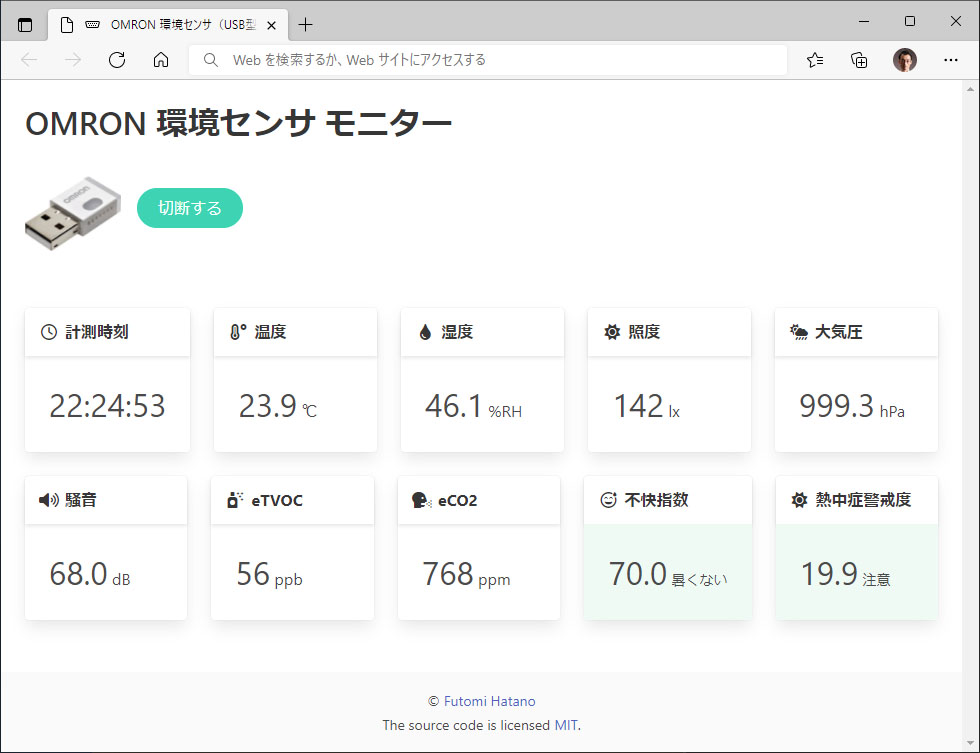 OMRON 環境センサ（USB型
Web を検索するか、Web サイトにアクセスする
OMRON 環境センサ モニター
OMRON
切断する
計測時刻
22:24:53
温度
23.9 ℃
湿度
46.1 %RH
照度
142 lx
大気圧
999.3 hPa
騒音
68.0 dB
eTVOC
56 ppb
eCO2
768 ppm
不快指数
70.0 暑くない
熱中症警戒度
19.9 注意
© Futomi Hatano
The source code is licensed MIT.